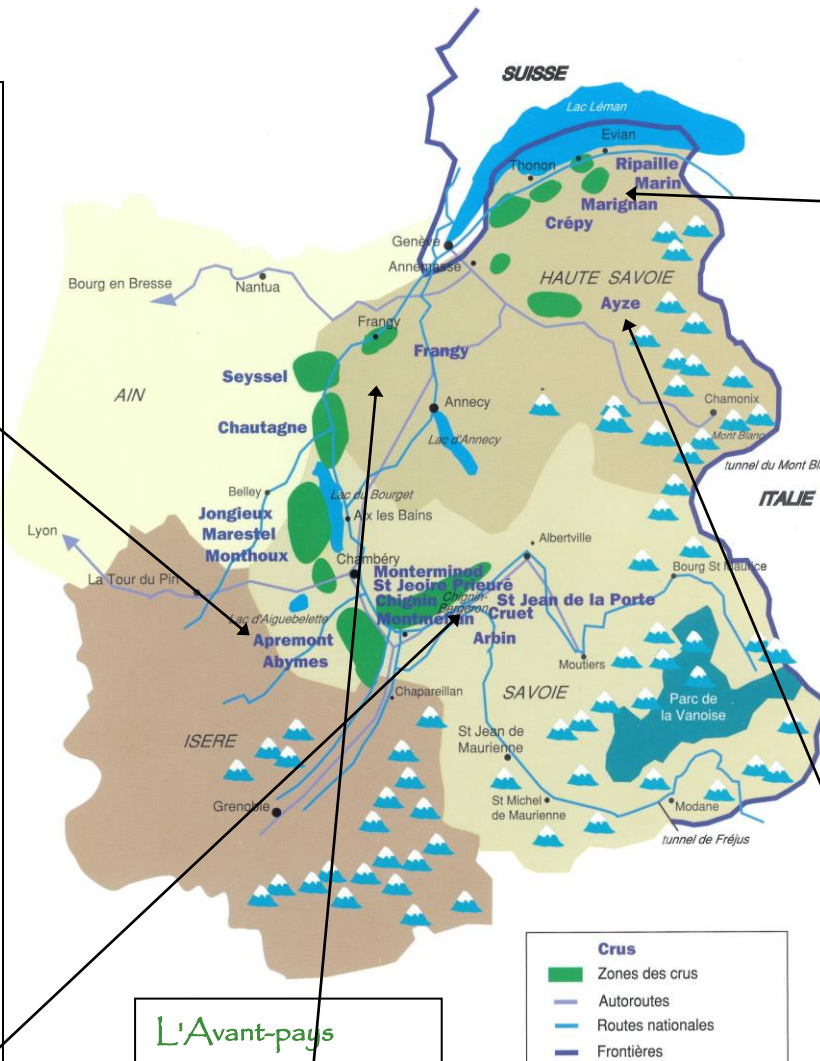 SUISSE
Lac Léman
Evian
Thonon
Ripaille
Marin
Marignan
Crépy
Genève
Annemasse
HAUTE SAVOIE
Bourg en Bresse
Nantua
Ayze
Frangy
Frangy
Seyssel
AIN
Annecy
Chamonix
Chautagne
Lac d'Annecy
Mont Blanc
tunnel du Mont Bl
Belley
Lac du Bourget
ITALIE
Jongieux
Aix les Bains
Marestel
Lyon
Monthoux
Albertville
Chambéry
Bourg St Maurice
La Tour du Pin
Monterminod
St Jeoire Prieuré
Chignin
Chignin-
Bergeron
St Jean de la Porte
Lac d'Aiguebelette
Montmélian
Cruet
Apremont
Arbin
Abymes
Moutiers
Chapareillan
SAVOIE
Parc de
la Vanoise
ISERE
St Jean de
Maurienne
Grenoble
St Michel
de Maurienne
Modane
tunnel de Fréjus
Crus
Zones des crus
Autoroutes
Routes nationales
Frontières
L'Avant-pays